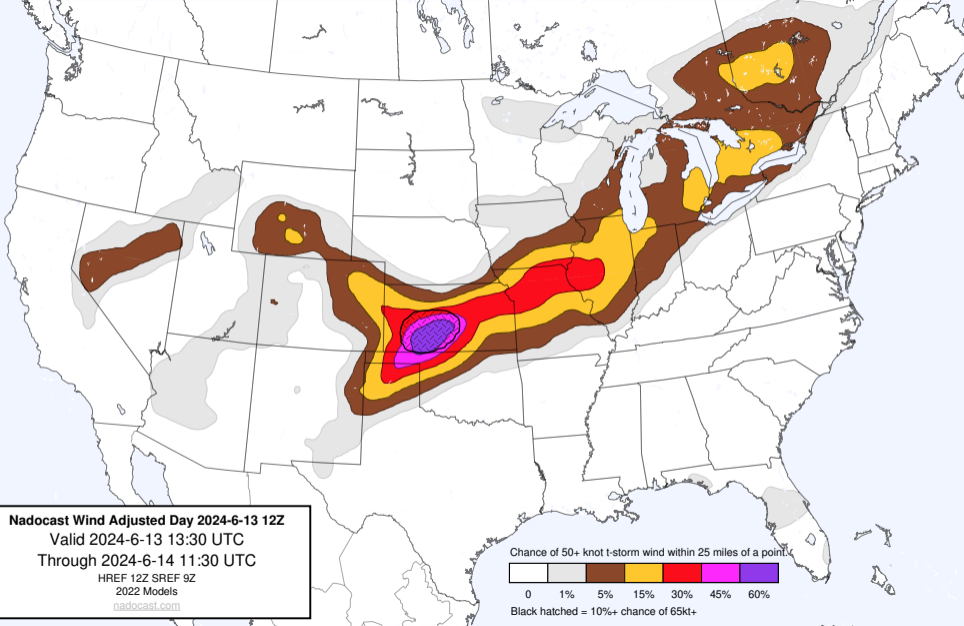 Nadocast Wind Adjusted Day 2024-6-13 12Z
Valid 2024-6-13 13:30 UTC
Through 2024-6-14 11:30 UTC
HREF 12Z SREF 9Z
2022 Models
nadocast.com
Chance of 50+ knot t-storm wind within 25 miles of a point.
0 1% 5% 15% 30% 45% 60%
Black hatched = 10%+ chance of 65kt+